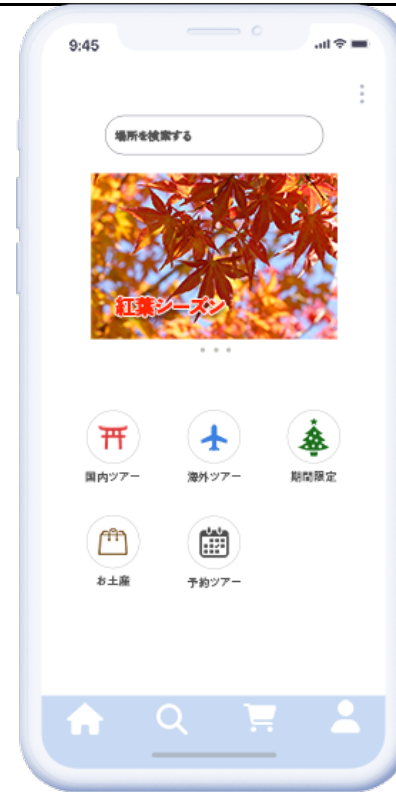 9:45
場所を検索する
紅葉シーズン
国内ツアー
海外ツアー
期間限定
お土産
予約ツアー